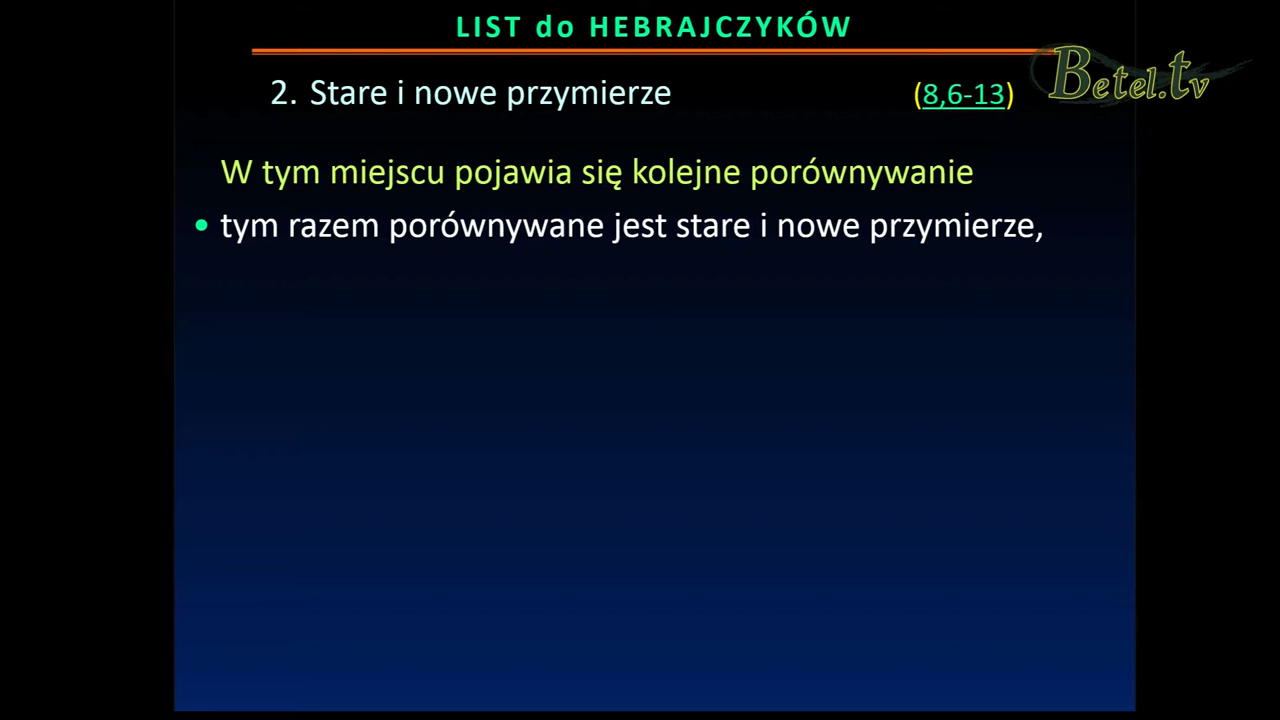 LIST do HEBRAJCZYKÓW
2. Stare i nowe przymierze (8,6-13)
Betel.tv
W tym miejscu pojawia się kolejne porównywanie
• tym razem porównywane jest stare i nowe przymierze,